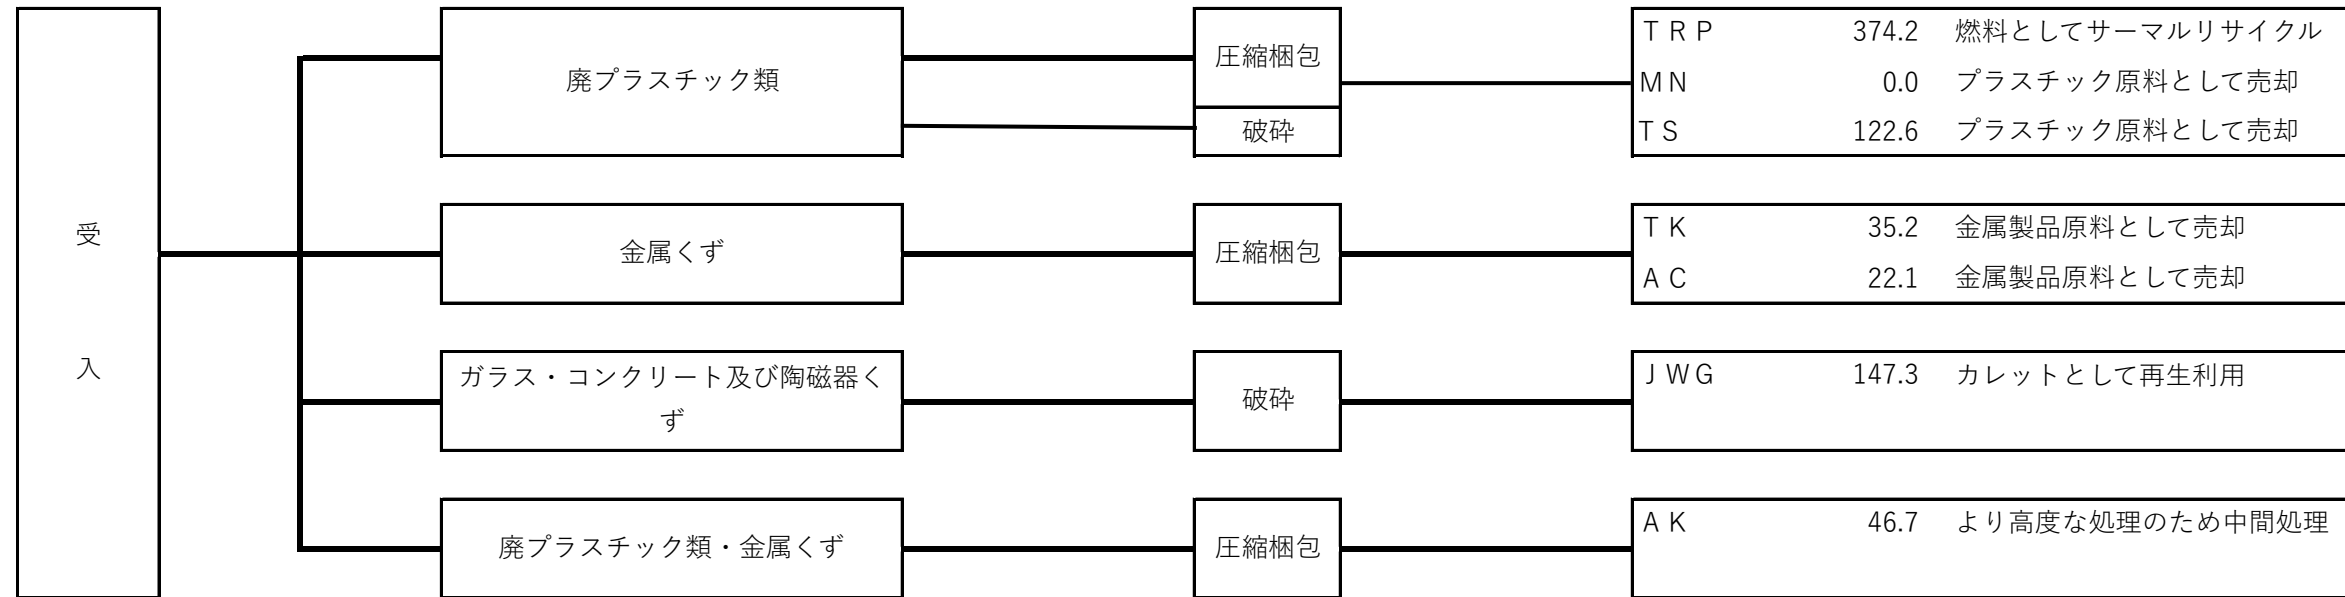 受
入
廃プラスチック類
圧縮梱包
破砕
ＴＲＰ 374.2 燃料としてサーマルリサイクル
ＭＮ 0.0 プラスチック原料として売却
ＴＳ 122.6 プラスチック原料として売却
金属くず
圧縮梱包
ＴＫ 35.2 金属製品原料として売却
ＡＣ 22.1 金属製品原料として売却
ガラス・コンクリート及び陶磁器く
ず
破砕
ＪＷＧ 147.3 カレットとして再生利用
廃プラスチック類・金属くず
圧縮梱包
ＡＫ 46.7 より高度な処理のため中間処理